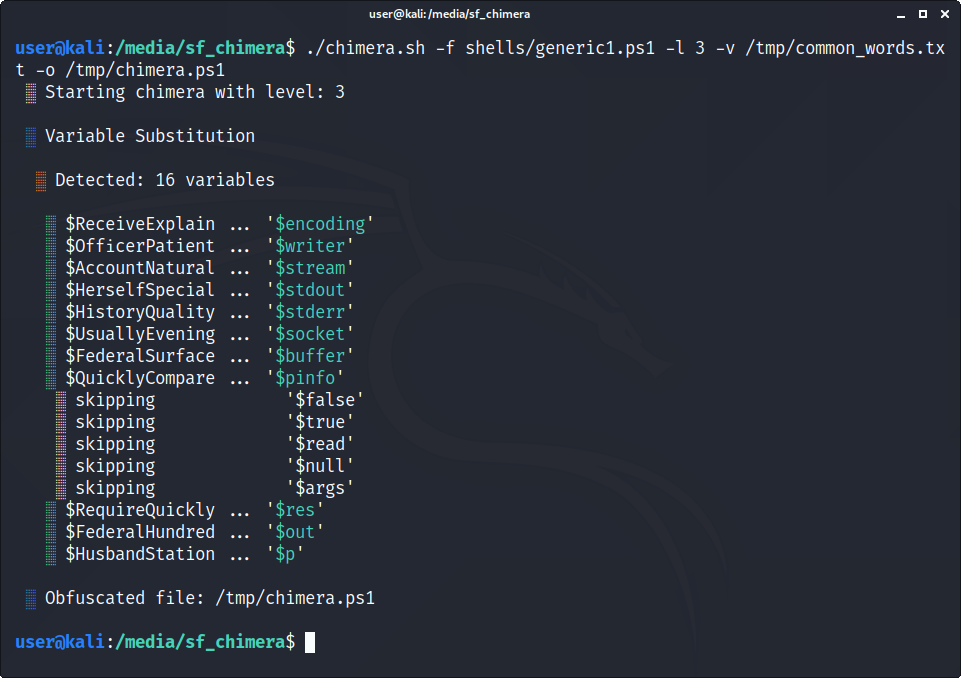 user@kali:/media/sf_chimera
user@kali:/media/sf_chimera$ ./chimera.sh -f shells/generic1.ps1 -l 3 -v /tmp/common_words.tx
t -o /tmp/chimera.ps1
Starting chimera with level: 3
Variable Substitution
Detected: 16 variables
$ReceiveExplain ... '$encoding'
$OfficerPatient ... '$writer'
$AccountNatural ... '$stream'
$HerselfSpecial ... '$stdout'
$HistoryQuality ... '$stderr'
$UsuallyEvening ... '$socket'
$FederalSurface ... '$buffer'
$QuicklyCompare ... '$pinfo'
skipping '$false'
skipping '$true'
skipping '$read'
skipping '$null'
skipping '$args'
$RequireQuickly ... '$res'
$FederalHundred ... '$out'
$HusbandStation ... '$p'
Obfuscated file: /tmp/chimera.ps1
user@kali:/media/sf_chimera$